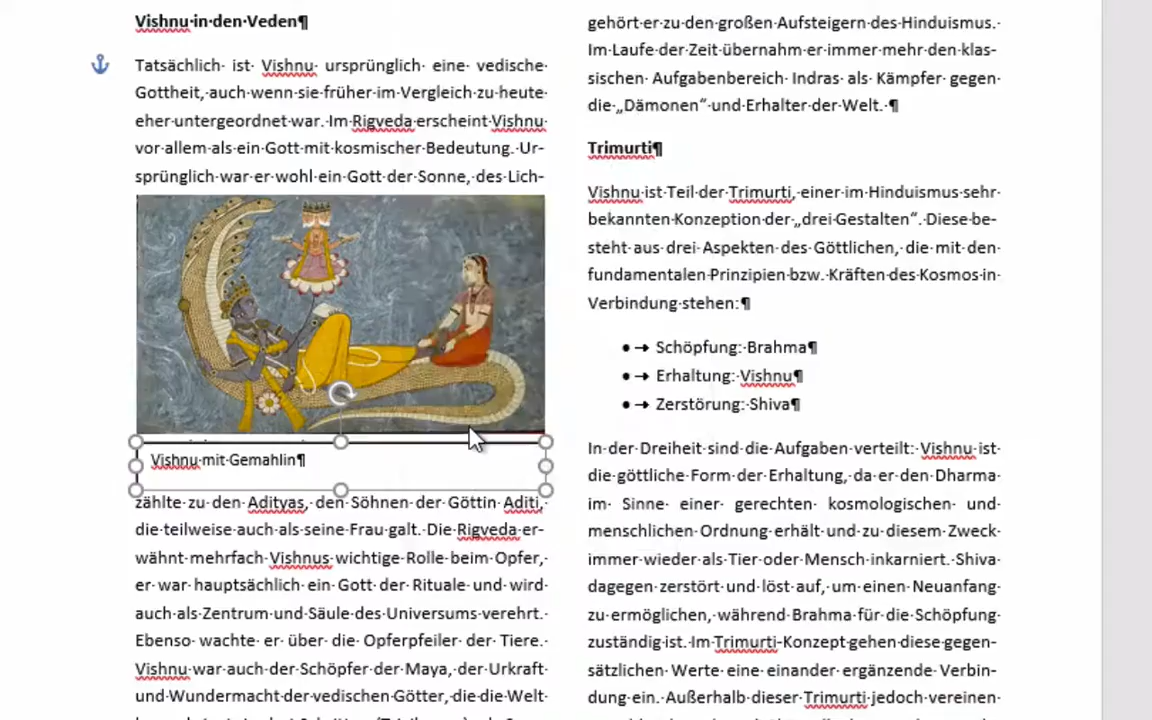 Vishnu in den Veden¶
Tatsächlich ist Vishnu ursprünglich eine vedische
Gottheit, auch wenn sie früher im Vergleich zu heute
eher untergeordnet war. Im Rigveda erscheint Vishnu
vor allem als ein Gott mit kosmischer Bedeutung. Ur-
sprünglich war er wohl ein Gott der Sonne, des Lich-
Vishnu mit Gemahlin¶
zählte zu den Adityas, den Söhnen der Göttin Aditi,
die teilweise auch als seine Frau galt. Die Rigveda er-
wähnt mehrfach Vishnus wichtige Rolle beim Opfer,
er war hauptsächlich ein Gott der Rituale und wird
auch als Zentrum und Säule des Universums verehrt.
Ebenso wachte er über die Opferpfeiler der Tiere.
Vishnu war auch der Schöpfer der Maya, der Urkraft
und Wundermacht der vedischen Götter, die die Welt
gehört er zu den großen Aufsteigern des Hinduismus.
Im Laufe der Zeit übernahm er immer mehr den klas-
sischen Aufgabenbereich Indras als Kämpfer gegen
die „Dämonen“ und Erhalter der Welt. ¶
Trimurti¶
Vishnu ist Teil der Trimurti, einer im Hinduismus sehr
bekannten Konzeption der „drei Gestalten“. Diese be-
steht aus drei Aspekten des Göttlichen, die mit den
fundamentalen Prinzipien bzw. Kräften des Kosmos in
Verbindung stehen: ¶
• → Schöpfung: Brahma¶
• → Erhaltung: Vishnu¶
• → Zerstörung: Shiva¶
In der Dreiheit sind die Aufgaben verteilt: Vishnu ist
die göttliche Form der Erhaltung, da er den Dharma
im Sinne einer gerechten kosmologischen und
menschlichen Ordnung erhält und zu diesem Zweck
immer wieder als Tier oder Mensch inkarniert. Shiva
dagegen zerstört und löst auf, um einen Neuanfang
zu ermöglichen, während Brahma für die Schöpfung
zuständig ist. Im Trimurti-Konzept gehen diese gegen-
sätzlichen Werte eine einander ergänzende Verbin-
dung ein. Außerhalb dieser Trimurti jedoch vereinen